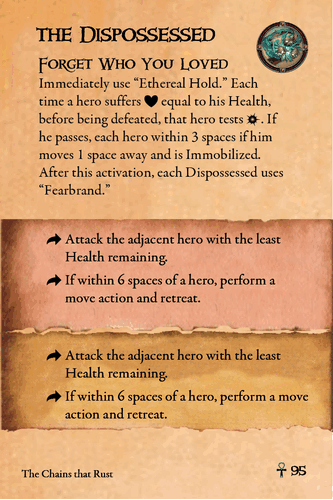 The Dispossessed
Forget Who You Loved
Immediately use “Ethereal Hold.” Each
time a hero suffers ♥ equal to his Health,
before being defeated, that hero tests . If
he passes, each hero within 3 spaces if him
moves 1 space away and is Immobilized.
After this activation, each Dispossessed uses
“Fearbrand.”
Attack the adjacent hero with the least
Health remaining.
If within 6 spaces of a hero, perform a
move action and retreat.
Attack the adjacent hero with the least
Health remaining.
If within 6 spaces of a hero, perform a move
action and retreat.
The Chains that Rust
95